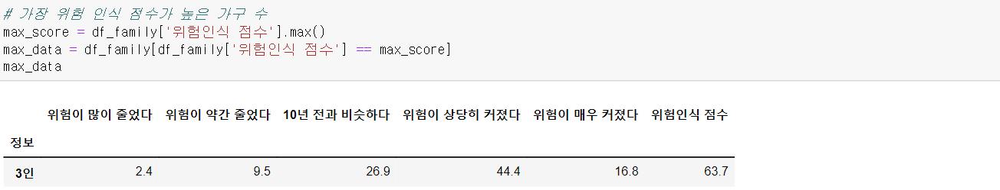 # 가장 위험 인식 점수가 높은 가구 수
max_score = df_family['위험인식 점수'].max()
max_data = df_family[df_family['위험인식 점수'] == max_score]
max_data
위험이 많이 줄었다 위험이 약간 줄었다 10년 전과 비슷하다 위험이 상당히 커졌다 위험이 매우 커졌다 위험인식 점수
정보
3인 2.4 9.5 26.9 44.4 16.8 63.7